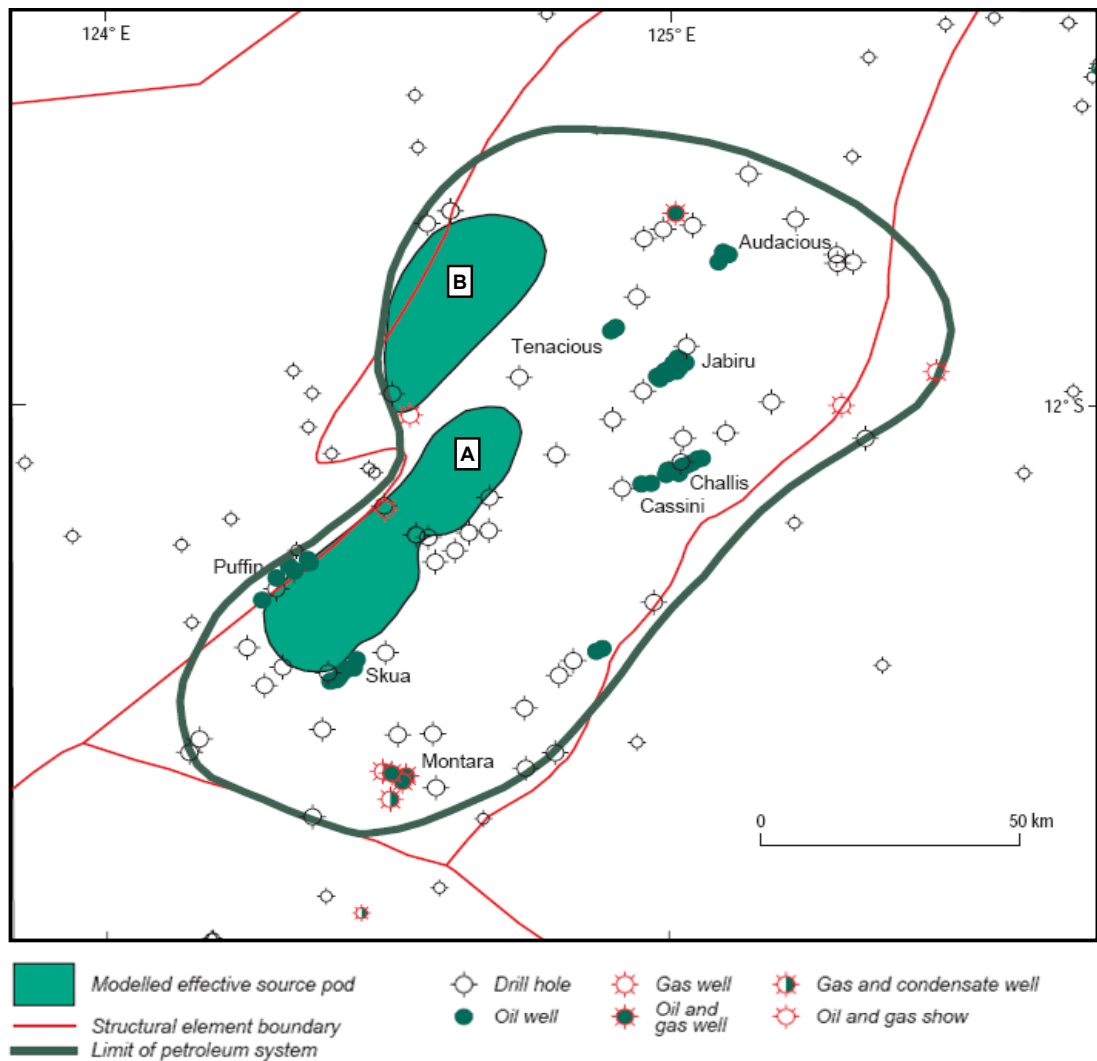 124° E
125° E
Audacious
B
Tenacious
Jabiru
12° S
A
Challis
Cassini
Puffin
Skua
Montara
0
50 km
Modelled effective source pod
Structural element boundary
Limit of petroleum system
Drill hole
Oil well
Gas well
Oil and
gas well
Gas and condensate well
Oil and gas show